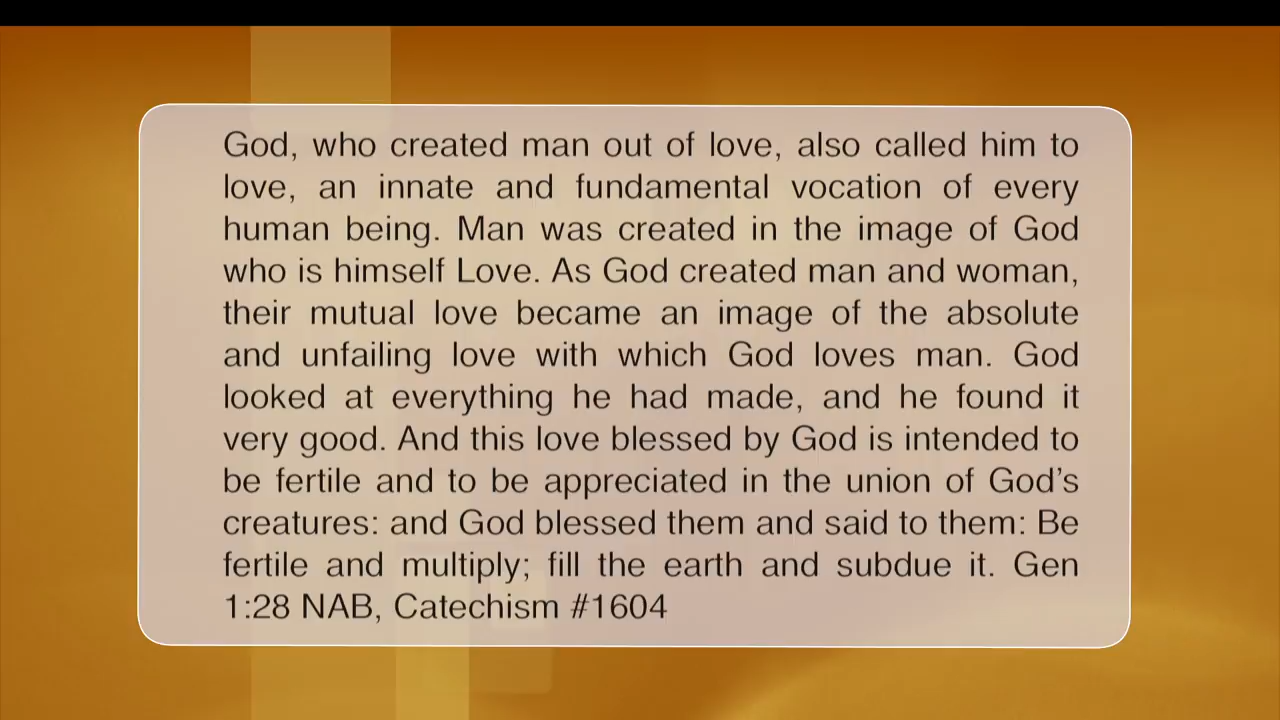 God, who created man out of love, also called him to
love, an innate and fundamental vocation of every
human being. Man was created in the image of God
who is himself Love. As God created man and woman,
their mutual love became an image of the absolute
and unfailing love with which God loves man. God
looked at everything he had made, and he found it
very good. And this love blessed by God is intended to
be fertile and to be appreciated in the union of God’s
creatures: and God blessed them and said to them: Be
fertile and multiply; fill the earth and subdue it. Gen
1:28 NAB, Catechism #1604